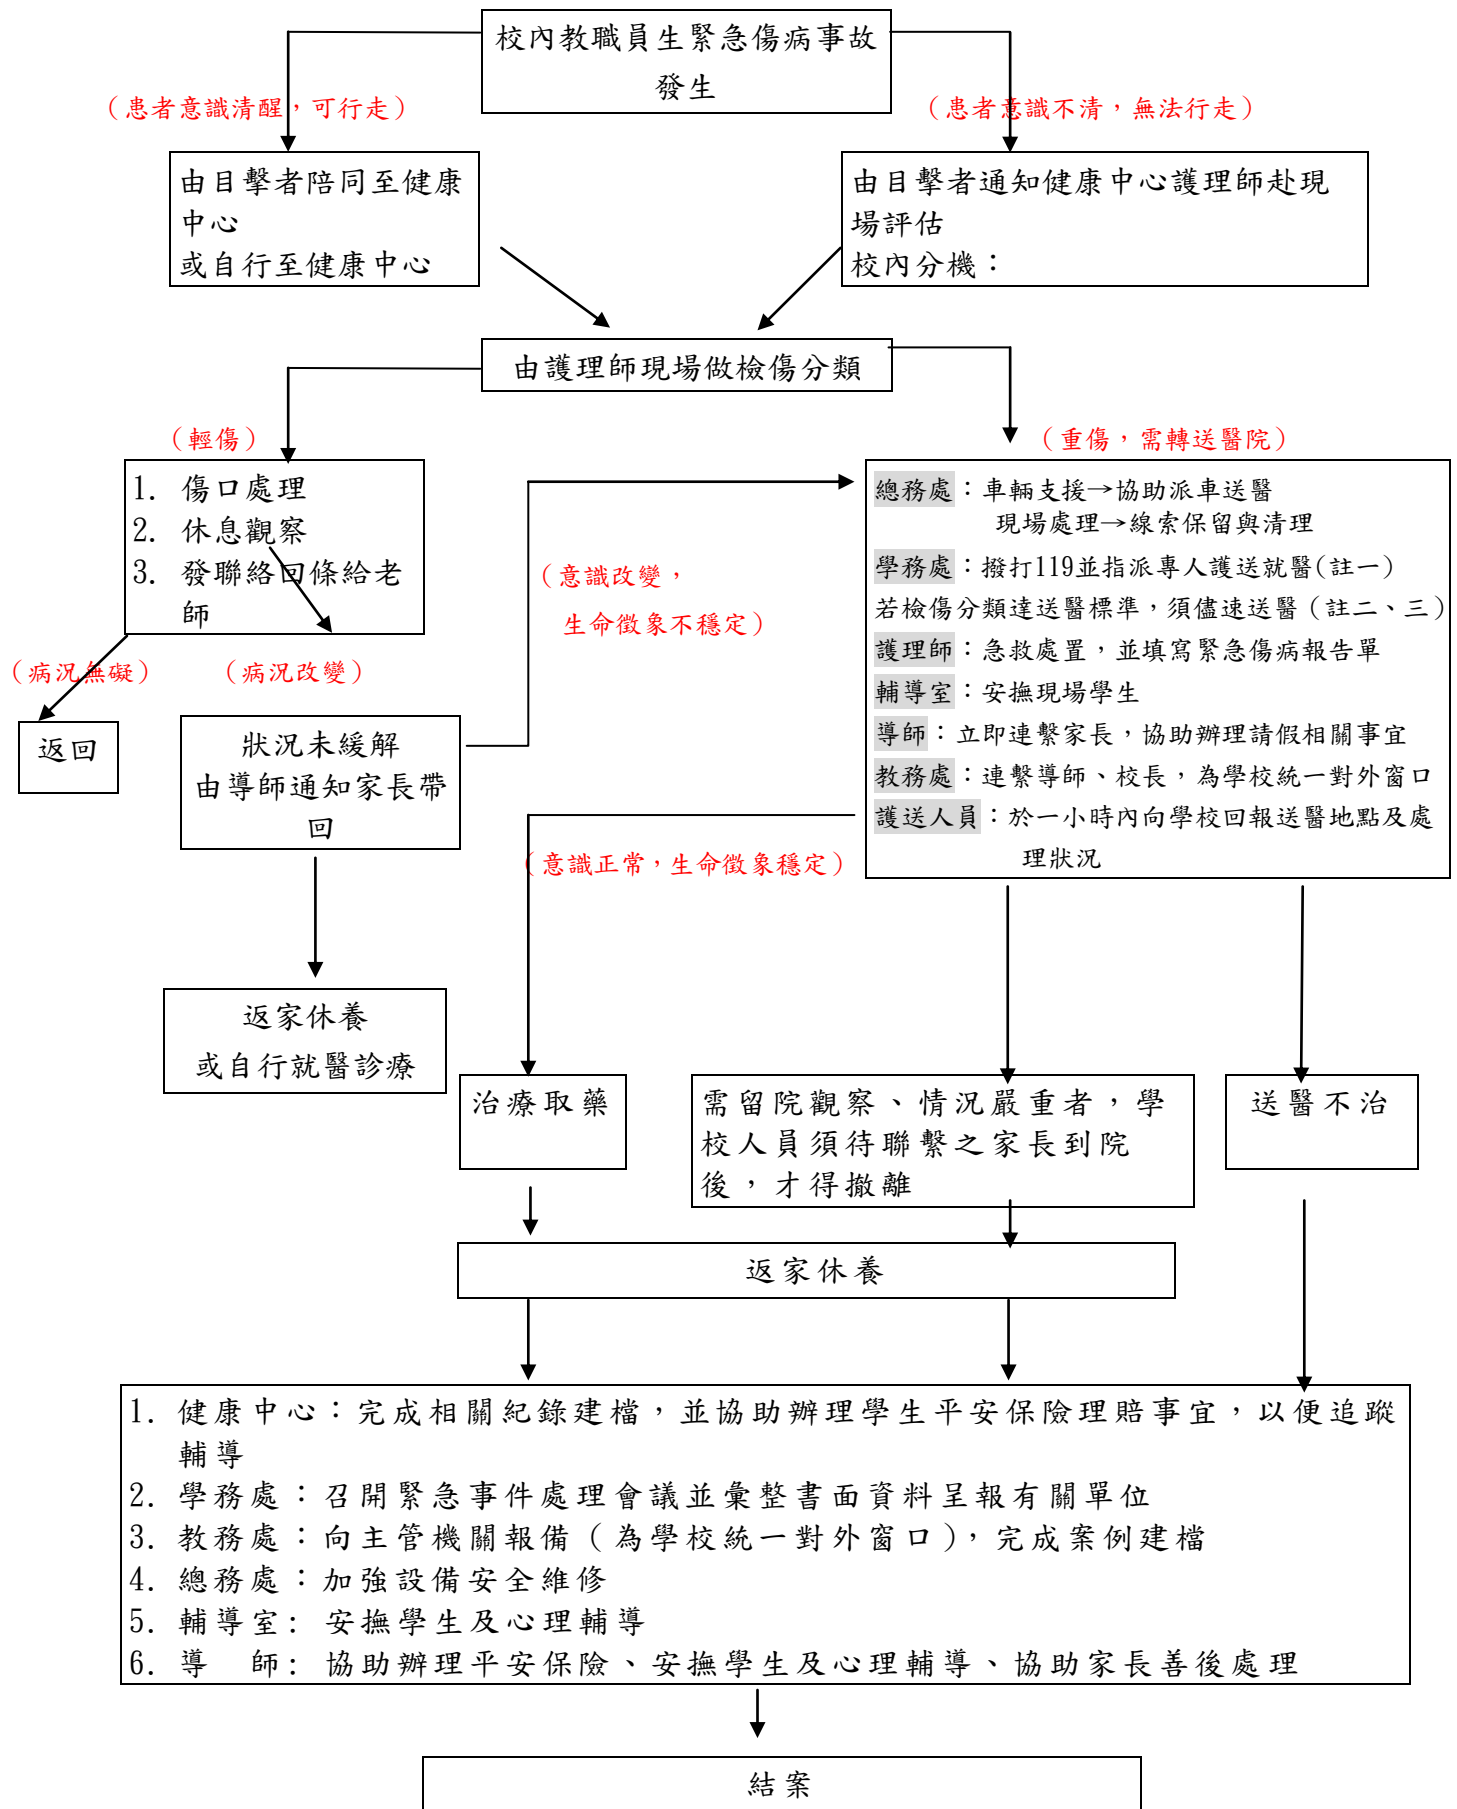 校內教職員生緊急傷病事故
發生
（患者意識清醒，可行走）
（患者意識不清，無法行走）
由目擊者陪同至健康
中心
或自行至健康中心
由目擊者通知健康中心護理師赴現
場評估
校內分機：
由護理師現場做檢傷分類
（輕傷）
（重傷，需轉送醫院）
1. 傷口處理
2. 休息觀察
3. 發聯絡回條給老
師
（意識改變，
生命徵象不穩定）
總務處：車輛支援→協助派車送醫
現場處理→線索保留與清理
學務處：撥打119並指派專人護送就醫(註一)
若檢傷分類達送醫標準，須儘速送醫（註二、三）
護理師：急救處置，並填寫緊急傷病報告單
輔導室：安撫現場學生
導師：立即連繫家長，協助辦理請假相關事宜
教務處：連繫導師、校長，為學校統一對外窗口
護送人員：於一小時內向學校回報送醫地點及處
理狀況
（病況無礙）
（病況改變）
返回
狀況未緩解
由導師通知家長帶
回
（意識正常，生命徵象穩定）
返家休養
或自行就醫診療
治療取藥
需留院觀察、情況嚴重者，學
校人員須待聯繫之家長到院
後，才得撤離
送醫不治
返家休養
1. 健康中心：完成相關紀錄建檔，並協助辦理學生平安保險理賠事宜，以便追蹤
輔導
2. 學務處：召開緊急事件處理會議並彙整書面資料呈報有關單位
3. 教務處：向主管機關報備（為學校統一對外窗口），完成案例建檔
4. 總務處：加強設備安全維修
5. 輔導室: 安撫學生及心理輔導
6. 導　師: 協助辦理平安保險、安撫學生及心理輔導、協助家長善後處理
結案